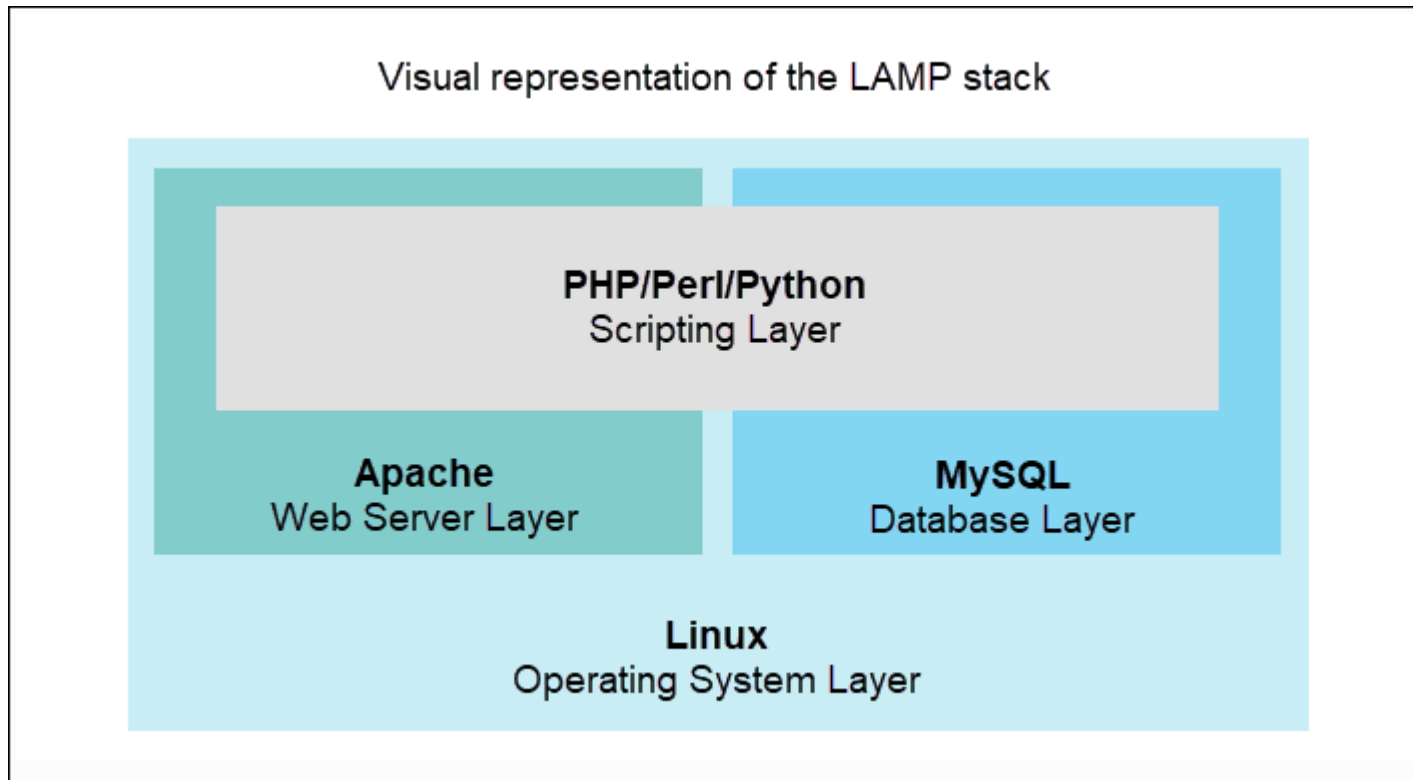 Visual representation of the LAMP stack
PHP/Perl/Python
Scripting Layer
Apache
Web Server Layer
MySQL
Database Layer
Linux
Operating System Layer